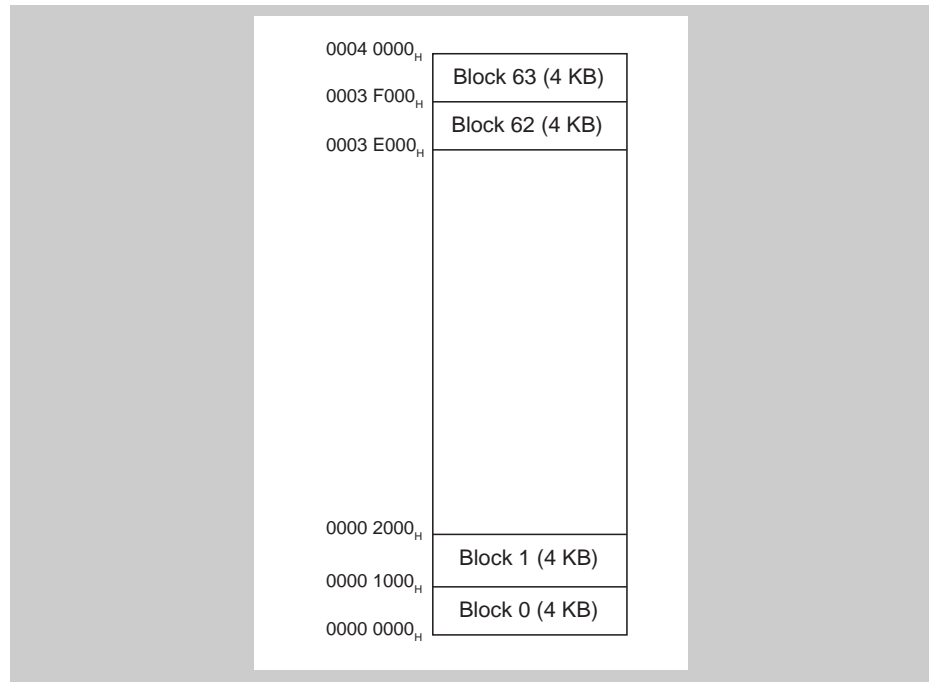 0004 0000H
Block 63 (4 KB)
0003 F000H
Block 62 (4 KB)
0003 E000H
0000 2000H
Block 1 (4 KB)
0000 1000H
Block 0 (4 KB)
0000 0000H